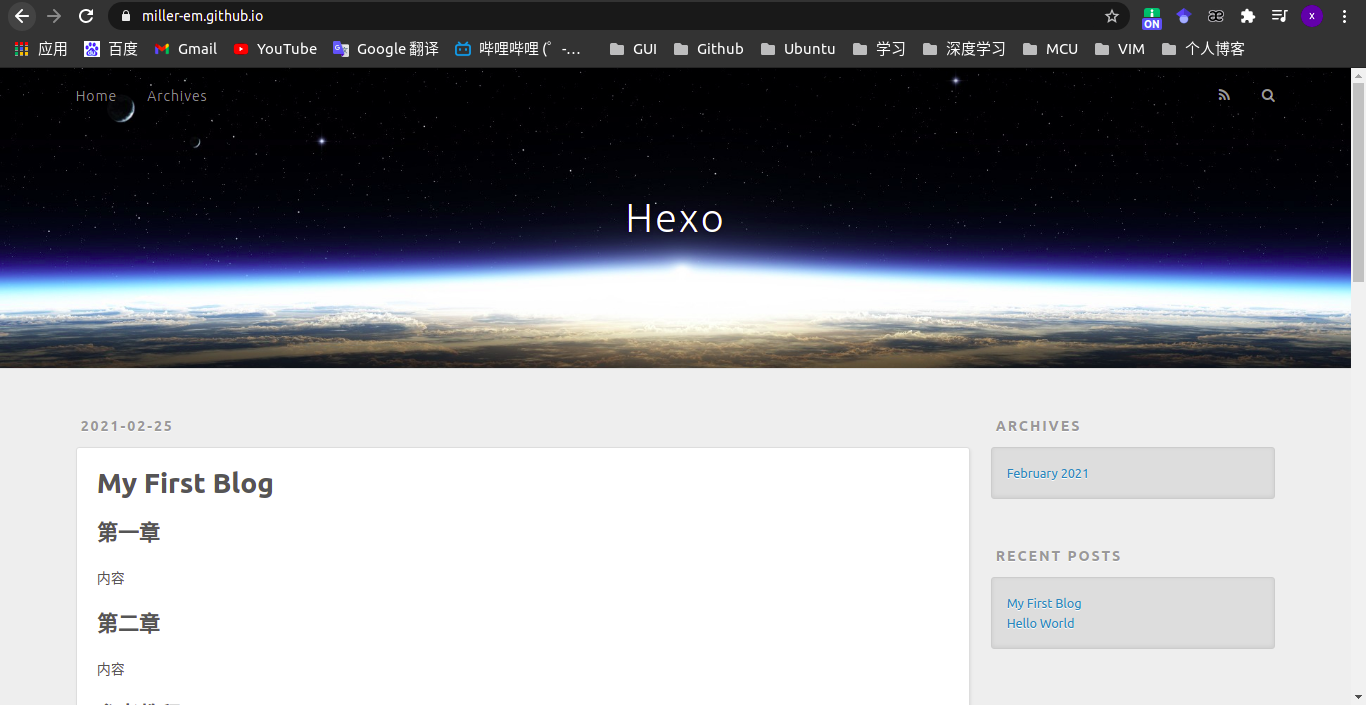 miller-em.github.io
ON
æ
x
应用 百度 Gmail YouTube Google 翻译 哔哩哔哩 (゜-... GUI Github Ubuntu 学习 深度学习 MCU VIM 个人博客
Home Archives
Hexo
2021-02-25
My First Blog
第一章
内容
第二章
内容
ARCHIVES
February 2021
RECENT POSTS
My First Blog
Hello World